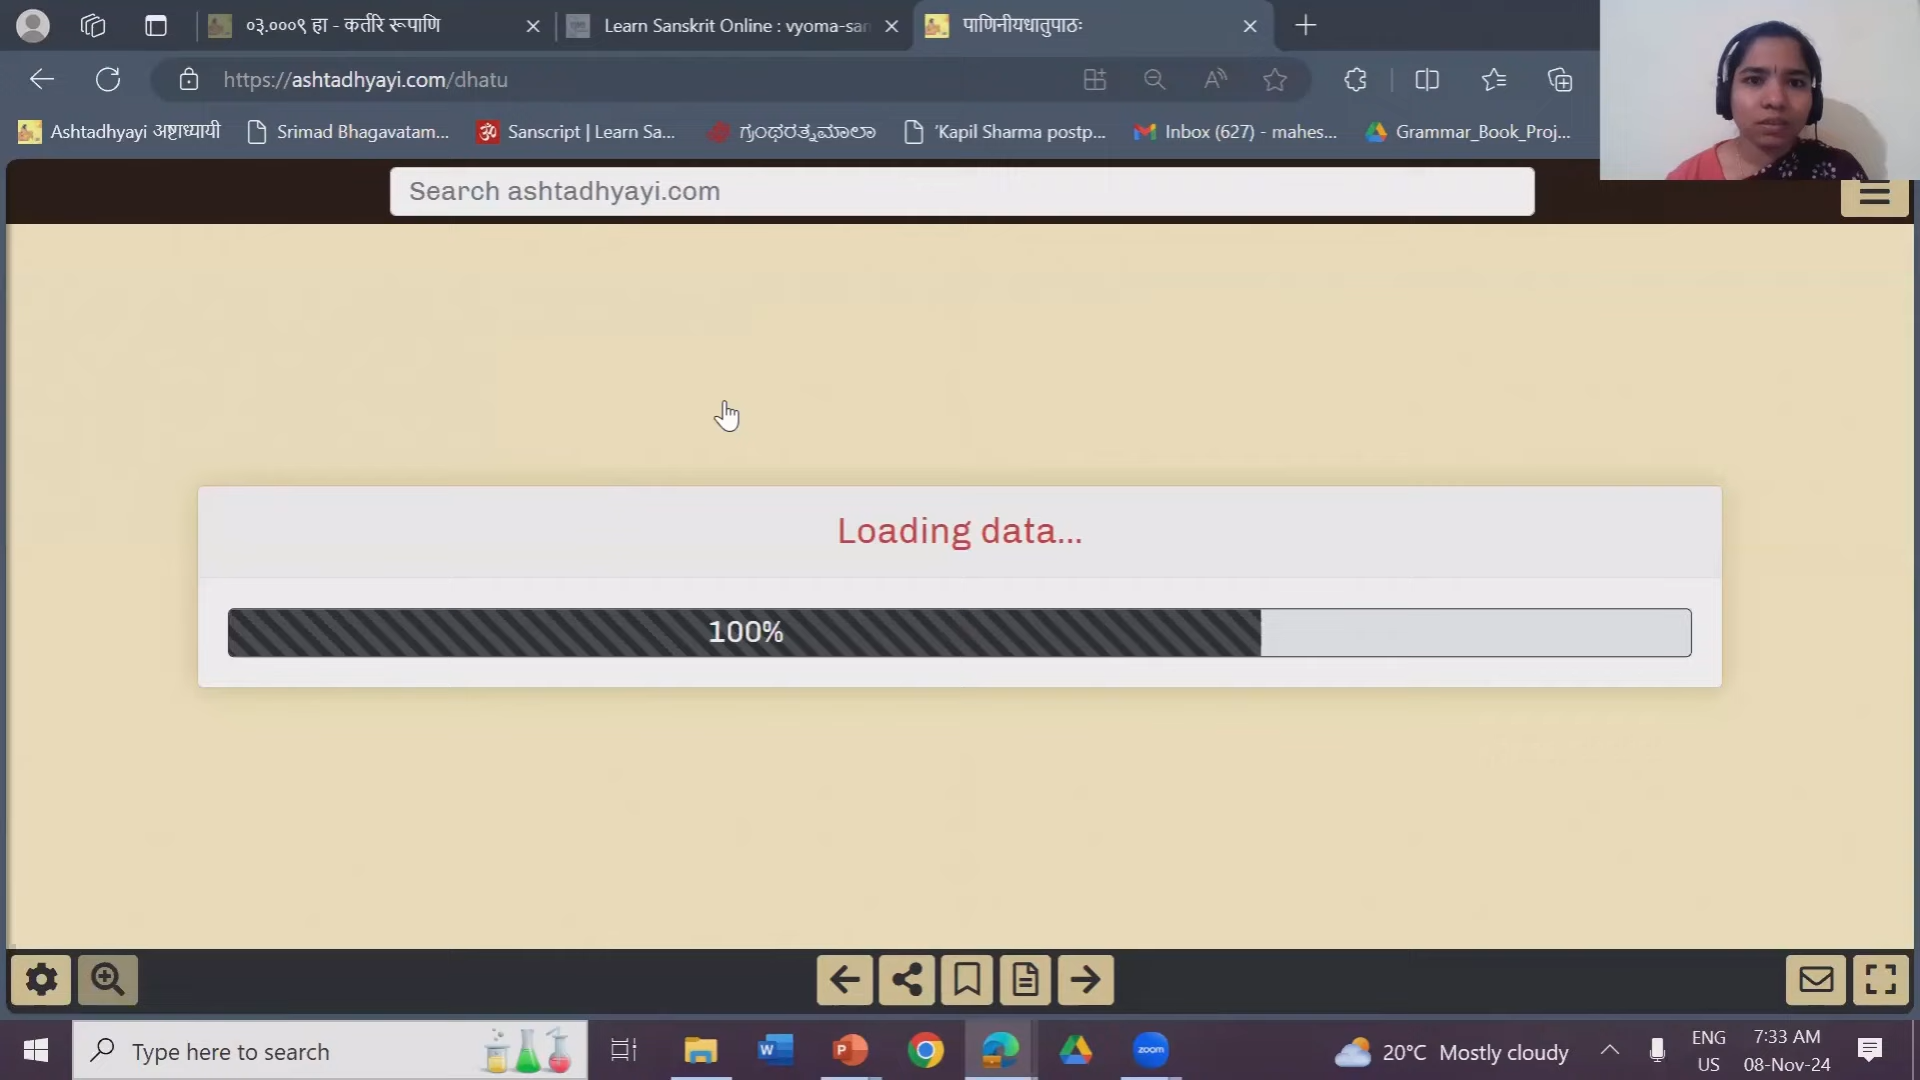 ०३.०००९ हा - कर्तरि रूपाणि
Learn Sanskrit Online : vyoma-san
पाणिनीयधातुपाठः
https://ashtadhyayi.com/dhatu
Ashtadhyayi अष्टाध्यायी
Srimad Bhagavatam...
Sanscript | Learn Sa...
ಗ್ರಂಥರತ್ನಮಾಲಾ
'Kapil Sharma postp...
Inbox (627) - mahes...
Grammar_Book_Proj...
Search ashtadhyayi.com
Loading data...
100%
Type here to search
zoom
20°C Mostly cloudy
ENG
US
7:33 AM
08-Nov-24